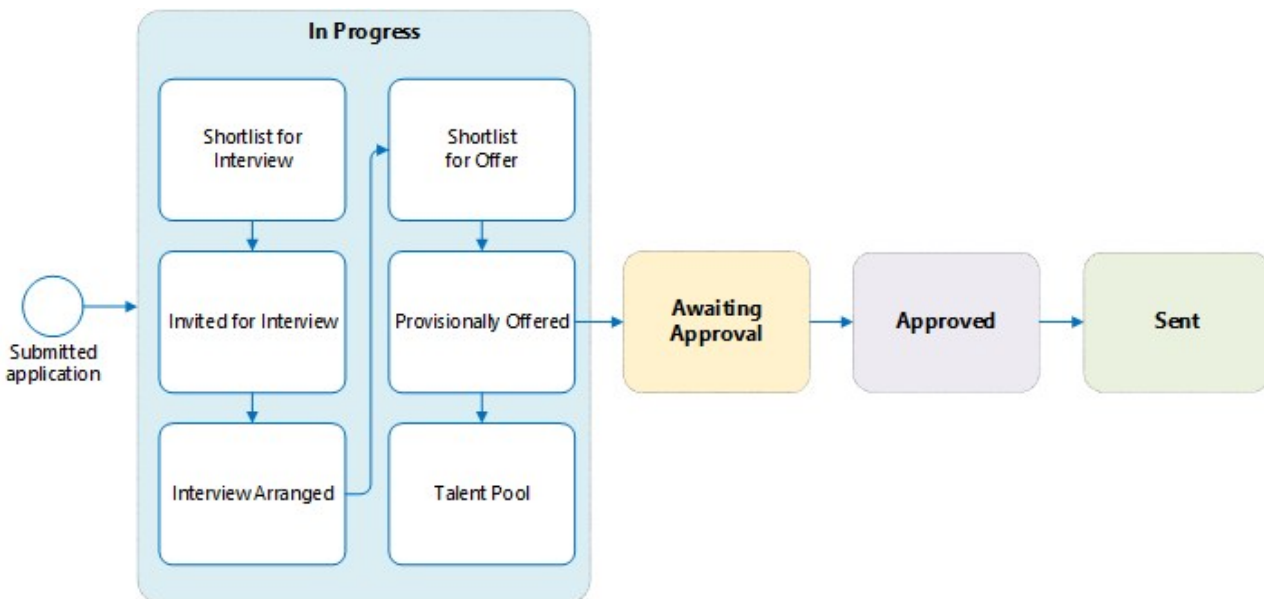 In Progress
Shortlist for
Interview
Shortlist
for Offer
Submitted
application
Invited for Interview
Provisionally Offered
Awaiting
Approval
Approved
Sent
Interview Arranged
Talent Pool